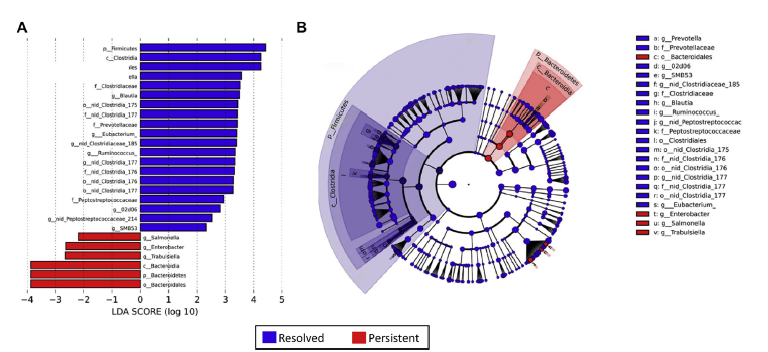 A
p__Firmicutes
c__Clostridia
iles
ella
f__Clostridiaceae
g__Blautia
o__nid_Clostridia_175
f__nid_Clostridia_177
f__Prevotellaceae
g__Eubacterium_
g__nid_Clostridiaceae_185
g__Ruminococcus_
g__nid_Clostridia_177
f__nid_Clostridia_176
o__nid_Clostridia_176
o__nid_Clostridia_177
f__Peptostreptococcaceae
g__02d06
g__nid_Peptostreptococcaceae_214
g__SMB53
g__Salmonella
g__Enterobacter
g__Trabulsiella
c__Bacteroidia
p__Bacteroidetes
o__Bacteroidales
−4 −3 −2 −1 0 1 2 3 4 5
LDA SCORE (log 10)
B
p__Firmicutes
c__Clostridia
p__Bacteroidetes
c__Bacteroidia
c
a: g__Prevotella
b: f__Prevotellaceae
c: o__Bacteroidales
d: g__02d06
e: g__SMB53
f: g__nid_Clostridiaceae_185
g: f__Clostridiaceae
h: g__Blautia
i: g__Ruminococcus_
j: g__nid_Peptostreptococcac
k: f__Peptostreptococcaceae
l: o__Clostridiales
m: o__nid_Clostridia_175
n: f__nid_Clostridia_176
o: o__nid_Clostridia_176
p: g__nid_Clostridia_177
q: f__nid_Clostridia_177
r: o__nid_Clostridia_177
s: g__Eubacterium_
t: g__Enterobacter
u: g__Salmonella
v: g__Trabulsiella
Resolved
Persistent